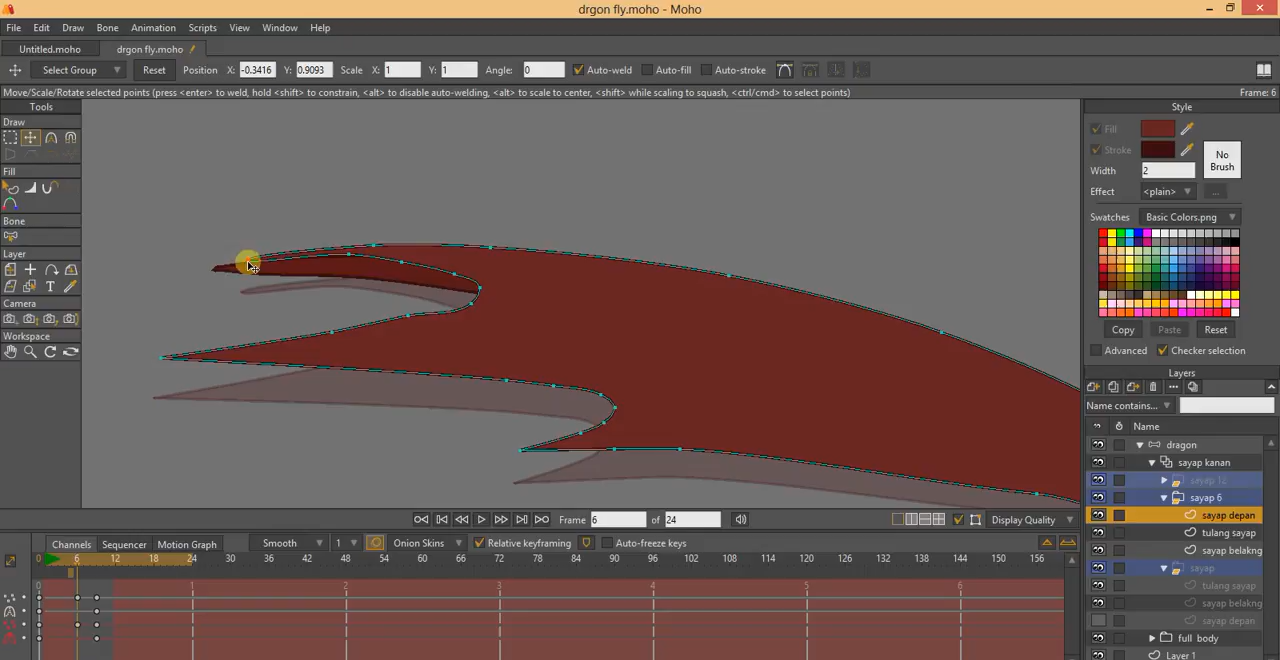 drgon fly.moho - Moho
File Edit Draw Bone Animation Scripts View Window Help
Untitled.moho drgon fly.moho
Select Group Reset Position X: -0.3416 Y: 0.9093 Scale X: 1 Y: 1 Angle: 0 Auto-weld Auto-fill Auto-stroke
Move/Scale/Rotate selected points (press <enter> to weld, hold <shift> to constrain, <alt> to disable auto-welding, <alt> to scale to center, <shift> while scaling to squash, <ctrl/cmd> to select points) Frame: 6
Tools
Draw
Fill
Bone
Layer
Camera
Workspace
Style
Fill
Stroke
No Brush
Width 2
Effect <plain> ...
Swatches Basic Colors.png
Copy Paste Reset
Advanced Checker selection
Layers
Name contains...
Name
dragon
sayap kanan
sayap 12
sayap 6
sayap depan
tulang sayap
sayap belakng
sayap
tulang sayap
sayap belakng
sayap depan
full body
Layer 1
Frame 6 of 24 Display Quality
Channels Sequencer Motion Graph Smooth 1 Onion Skins Relative keyframing Auto-freeze keys
0 6 12 18 24 30 36 42 48 54 60 66 72 78 84 90 96 102 108 114 120 126 132 138 144 150 156
0 1 2 3 4 5 6